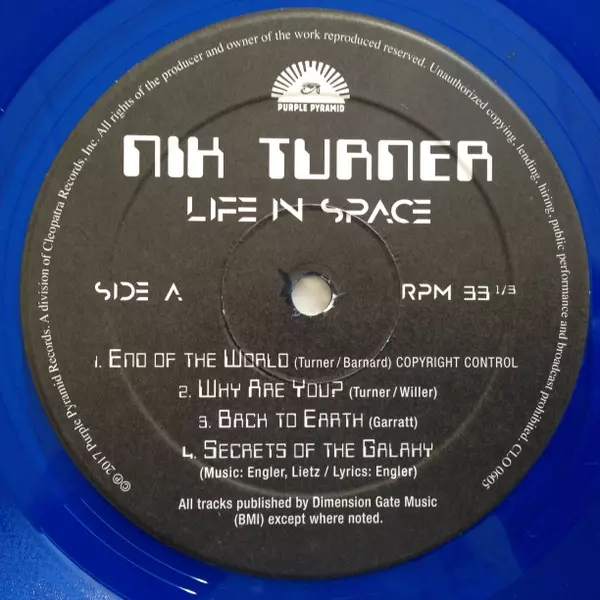 PURPLE PYRAMID
NIK TURNER
LIFE IN SPACE
SIDE A
RPM 33 1/3
1. END OF THE WORLD (Turner / Barnard) COPYRIGHT CONTROL
2. WHY ARE YOU? (Turner / Willer)
3. BACK TO EARTH (Garratt)
4. SECRETS OF THE GALAXY
(Music: Engler, Lietz / Lyrics: Engler)
All tracks published by Dimension Gate Music
(BMI) except where noted.
©℗ 2017 Purple Pyramid Records. A division of Cleopatra Records, Inc. All rights of the producer and owner of the work reproduced reserved. Unauthorized copying, lending, hiring, public performance and broadcast prohibited. CLO 0605